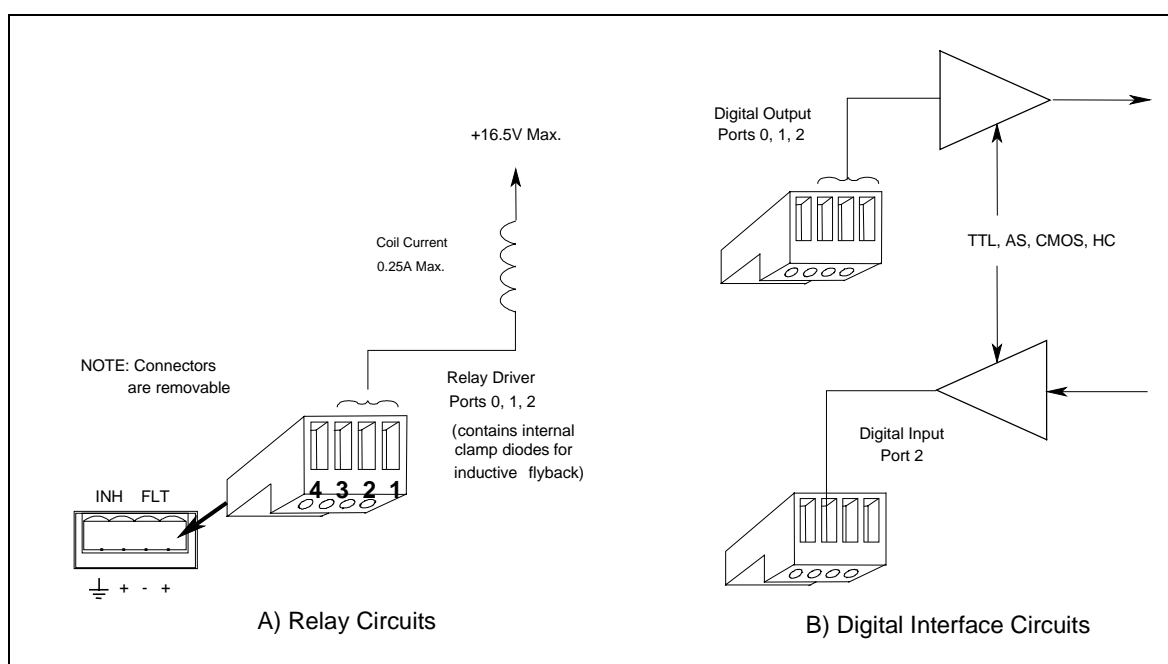 +16.5V Max.
Coil Current
0.25A Max.
NOTE: Connectors
are removable
Relay Driver
Ports 0, 1, 2
(contains internal
clamp diodes for
inductive flyback)
4 3 2 1
INH FLT
+ - +
A) Relay Circuits
Digital Output
Ports 0, 1, 2
TTL, AS, CMOS, HC
Digital Input
Port 2
B) Digital Interface Circuits